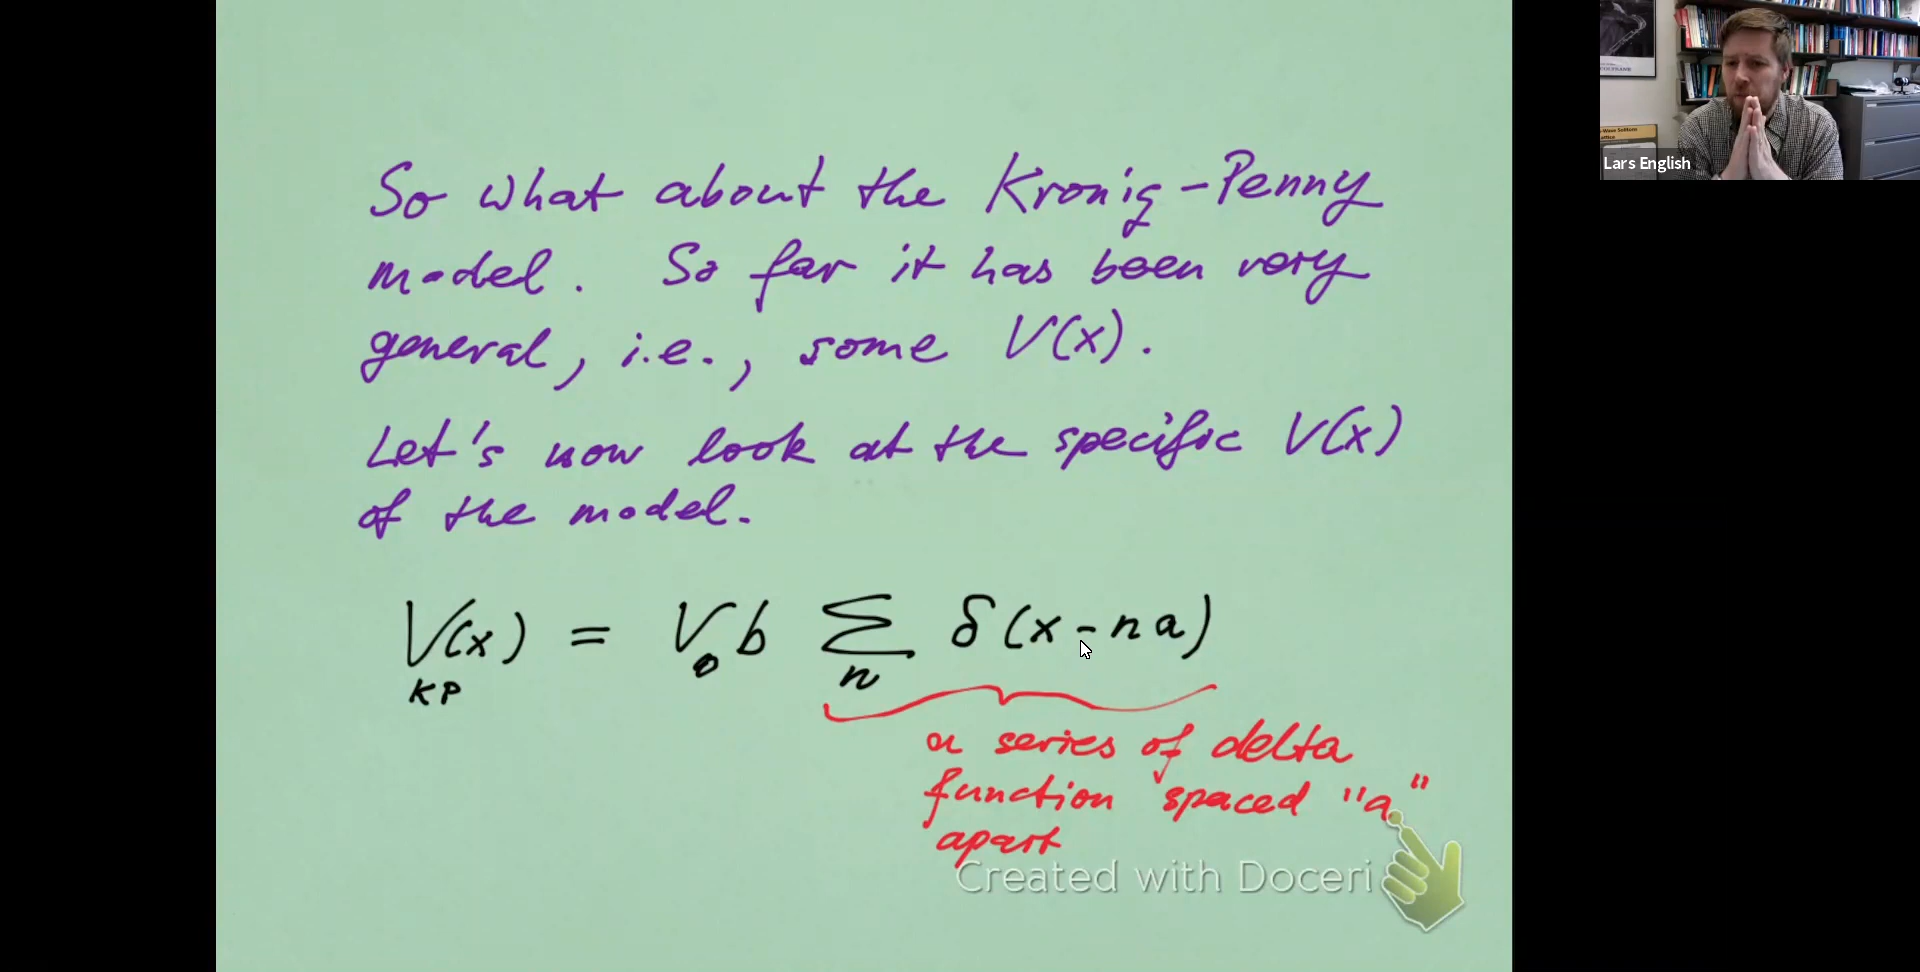 So what about the Kronig-Penny
model. So far it has been very
general, i.e., some V(x).
Let's now look at the specific V(x)
of the model.
V(x) = V₀b ∑ δ(x-na)
KP n
a series of delta
function spaced "a"
apart
Created with Doceri
Lars English